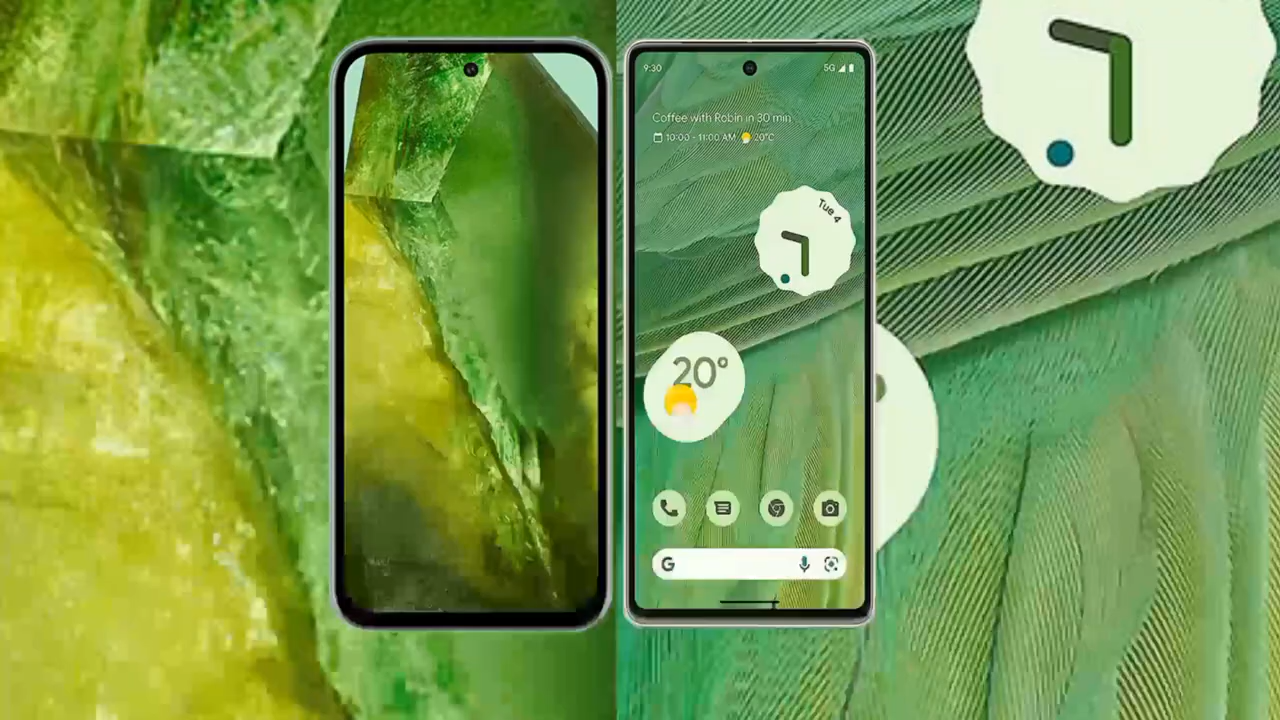 9:30
5G
Coffee with Robin in 30 min
10:00 - 11:00 AM 20°C
Tue 4
20°
G